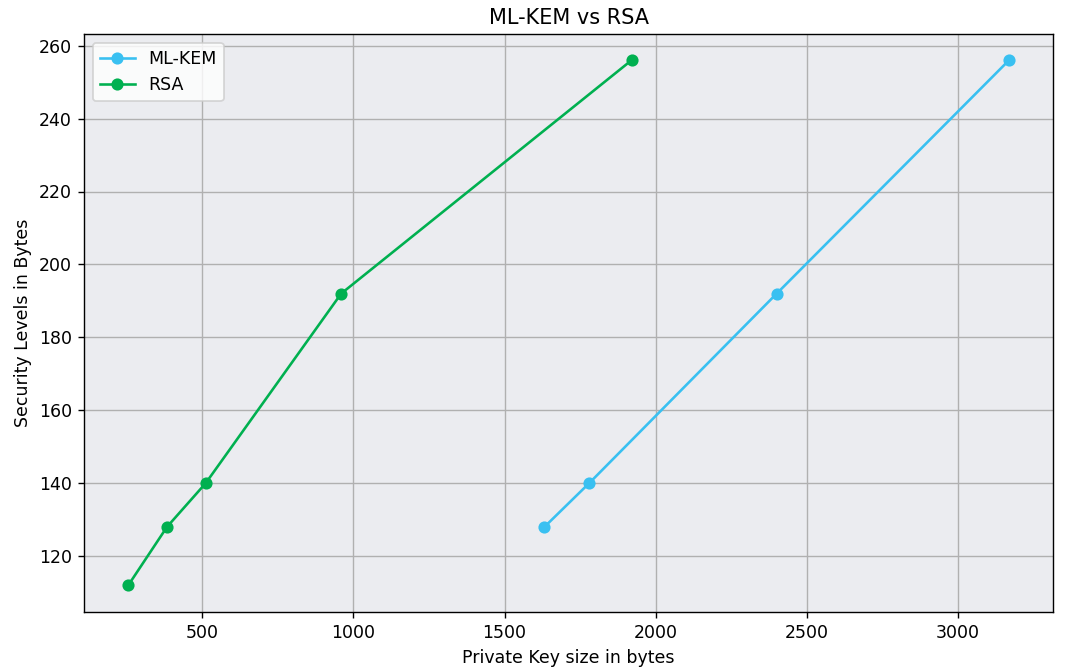 ML-KEM vs RSA
ML-KEM
RSA
260
240
220
200
180
160
140
120
Security Levels in Bytes
500 1000 1500 2000 2500 3000
Private Key size in bytes